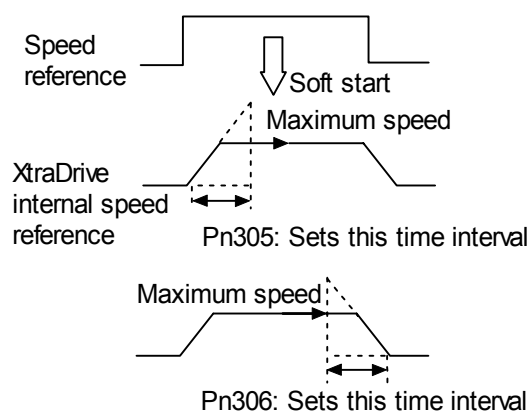 Speed
reference
Soft start
Maximum speed
XtraDrive
internal speed
reference
Pn305: Sets this time interval
Maximum speed
Pn306: Sets this time interval